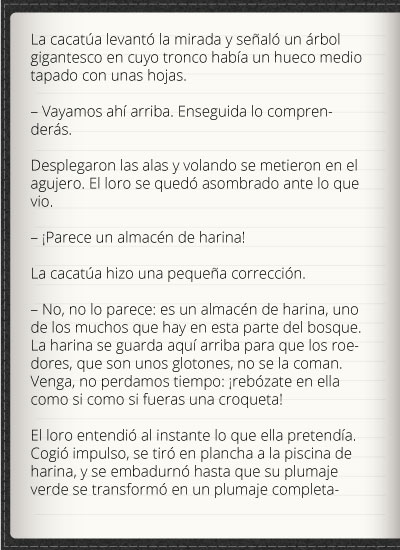 La cacatúa levantó la mirada y señaló un árbol
gigantesco en cuyo tronco había un hueco medio
tapado con unas hojas.
– Vayamos ahí arriba. Enseguida lo compren-
derás.
Desplegaron las alas y volando se metieron en el
agujero. El loro se quedó asombrado ante lo que
vio.
– ¡Parece un almacén de harina!
La cacatúa hizo una pequeña corrección.
– No, no lo parece: es un almacén de harina, uno
de los muchos que hay en esta parte del bosque.
La harina se guarda aquí arriba para que los roe-
dores, que son unos glotones, no se la coman.
Venga, no perdamos tiempo: ¡rebózate en ella
como si como si fueras una croqueta!
El loro entendió al instante lo que ella pretendía.
Cogió impulso, se tiró en plancha a la piscina de
harina, y se embadurnó hasta que su plumaje
verde se transformó en un plumaje completa-